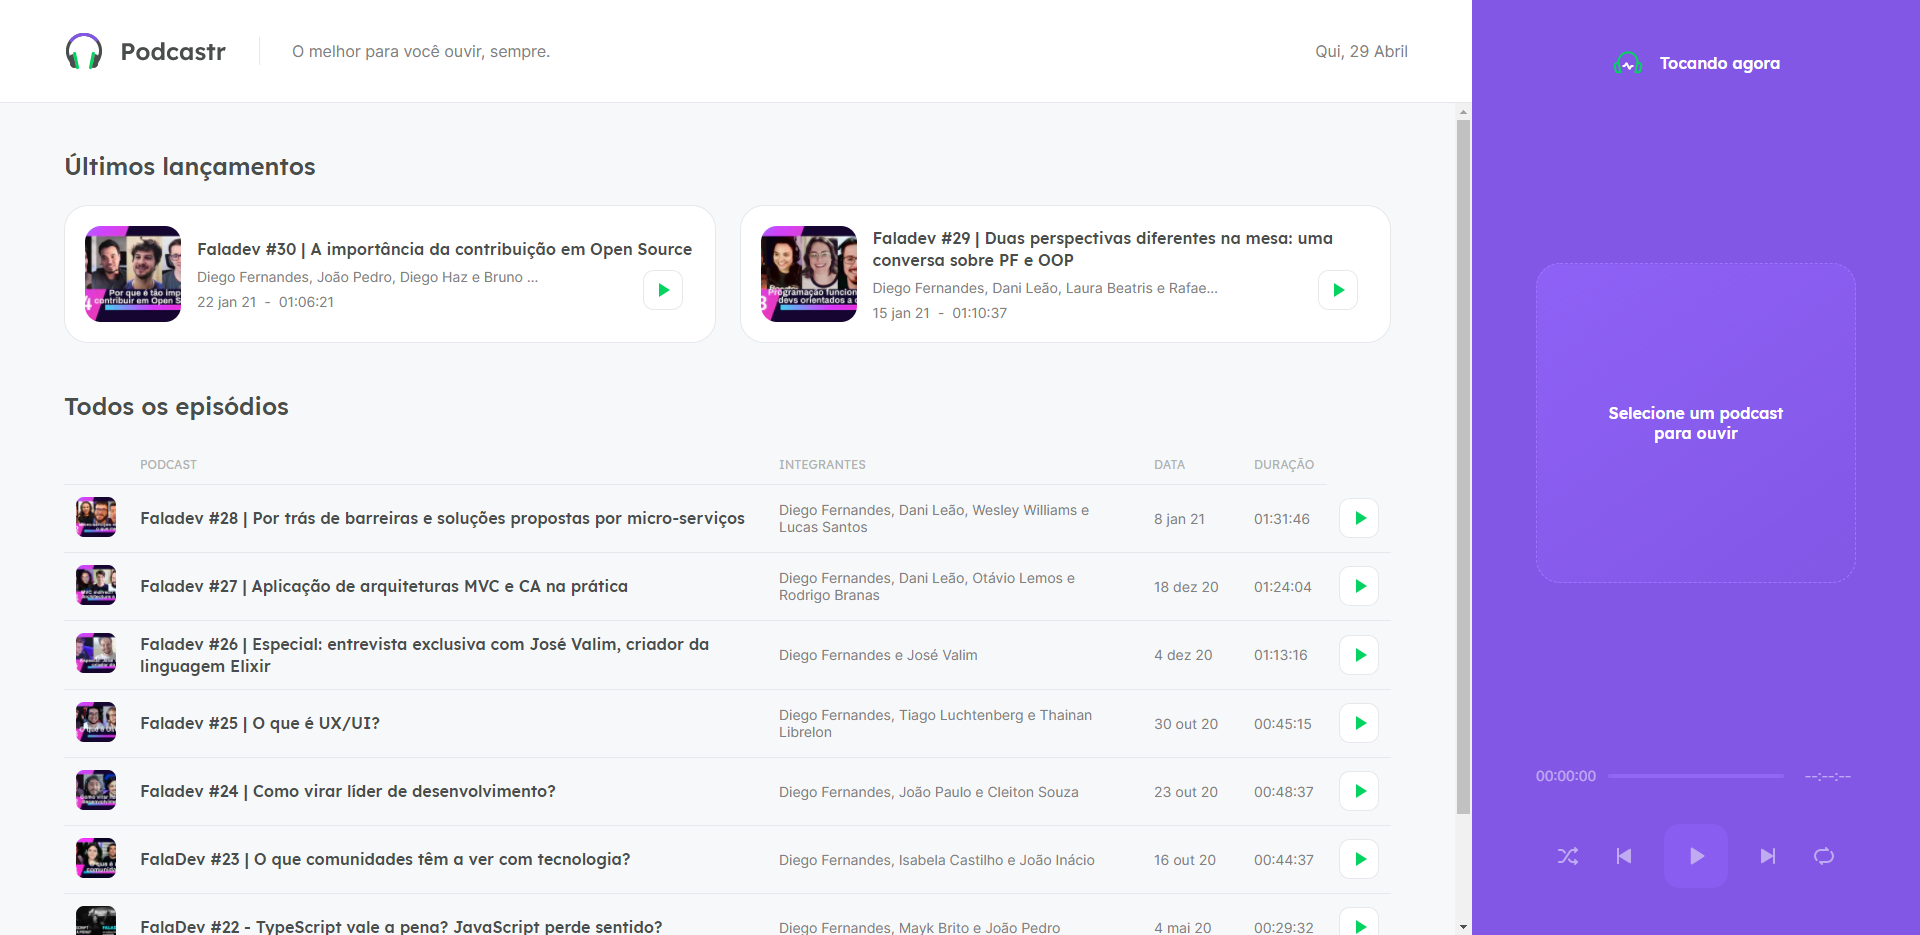 Podcastr
O melhor para você ouvir, sempre.
Qui, 29 Abril
Últimos lançamentos
Faladev #30 | A importância da contribuição em Open Source
Diego Fernandes, João Pedro, Diego Haz e Bruno ...
22 jan 21 - 01:06:21
Faladev #29 | Duas perspectivas diferentes na mesa: uma
conversa sobre PF e OOP
Diego Fernandes, Dani Leão, Laura Beatris e Rafae...
15 jan 21 - 01:10:37
Todos os episódios
PODCAST INTEGRANTES DATA DURAÇÃO
Faladev #28 | Por trás de barreiras e soluções propostas por micro-serviços
Diego Fernandes, Dani Leão, Wesley Williams e
Lucas Santos
8 jan 21
01:31:46
Faladev #27 | Aplicação de arquiteturas MVC e CA na prática
Diego Fernandes, Dani Leão, Otávio Lemos e
Rodrigo Branas
18 dez 20
01:24:04
Faladev #26 | Especial: entrevista exclusiva com José Valim, criador da
linguagem Elixir
Diego Fernandes e José Valim
4 dez 20
01:13:16
Faladev #25 | O que é UX/UI?
Diego Fernandes, Tiago Luchtenberg e Thainan
Librelon
30 out 20
00:45:15
Faladev #24 | Como virar líder de desenvolvimento?
Diego Fernandes, João Paulo e Cleiton Souza
23 out 20
00:48:37
FalaDev #23 | O que comunidades têm a ver com tecnologia?
Diego Fernandes, Isabela Castilho e João Inácio
16 out 20
00:44:37
FalaDev #22 - TypeScript vale a pena? JavaScript perde sentido?
Diego Fernandes, Mayk Brito e João Pedro
4 mai 20
00:29:32
Tocando agora
Selecione um podcast
para ouvir
00:00:00
--:--:--